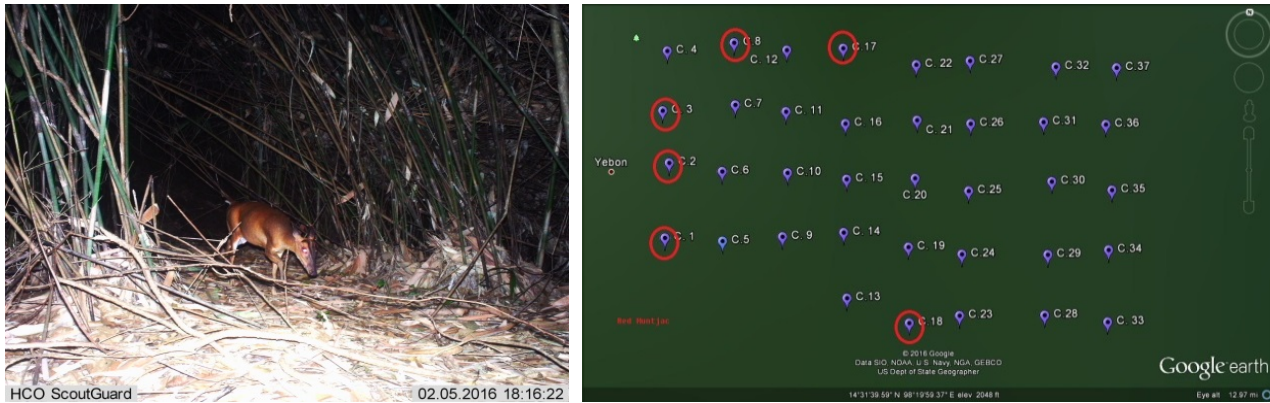 HCO ScoutGuard 02.05.2016 18:16:22
C. 4
C.8
C. 12
C. 17
C. 22
C. 27
C. 32
C. 37
C. 3
C.7
C. 11
C. 16
C. 21
C. 26
C. 31
C. 36
Yebon
C.2
C.6
C. 10
C. 15
C. 20
C. 25
C. 30
C. 35
C. 1
C.5
C. 9
C. 14
C. 19
C. 24
C. 29
C. 34
C. 13
Red Muntjac
C. 18
C. 23
C. 28
C. 33
N
© 2016 Google
Data SIO, NOAA, U.S. Navy, NGA, GEBCO
US Dept of State Geographer
Google earth
14°31'39.59" N 98°19'59.37" E elev 2048 ft
Eye alt 12.97 mi